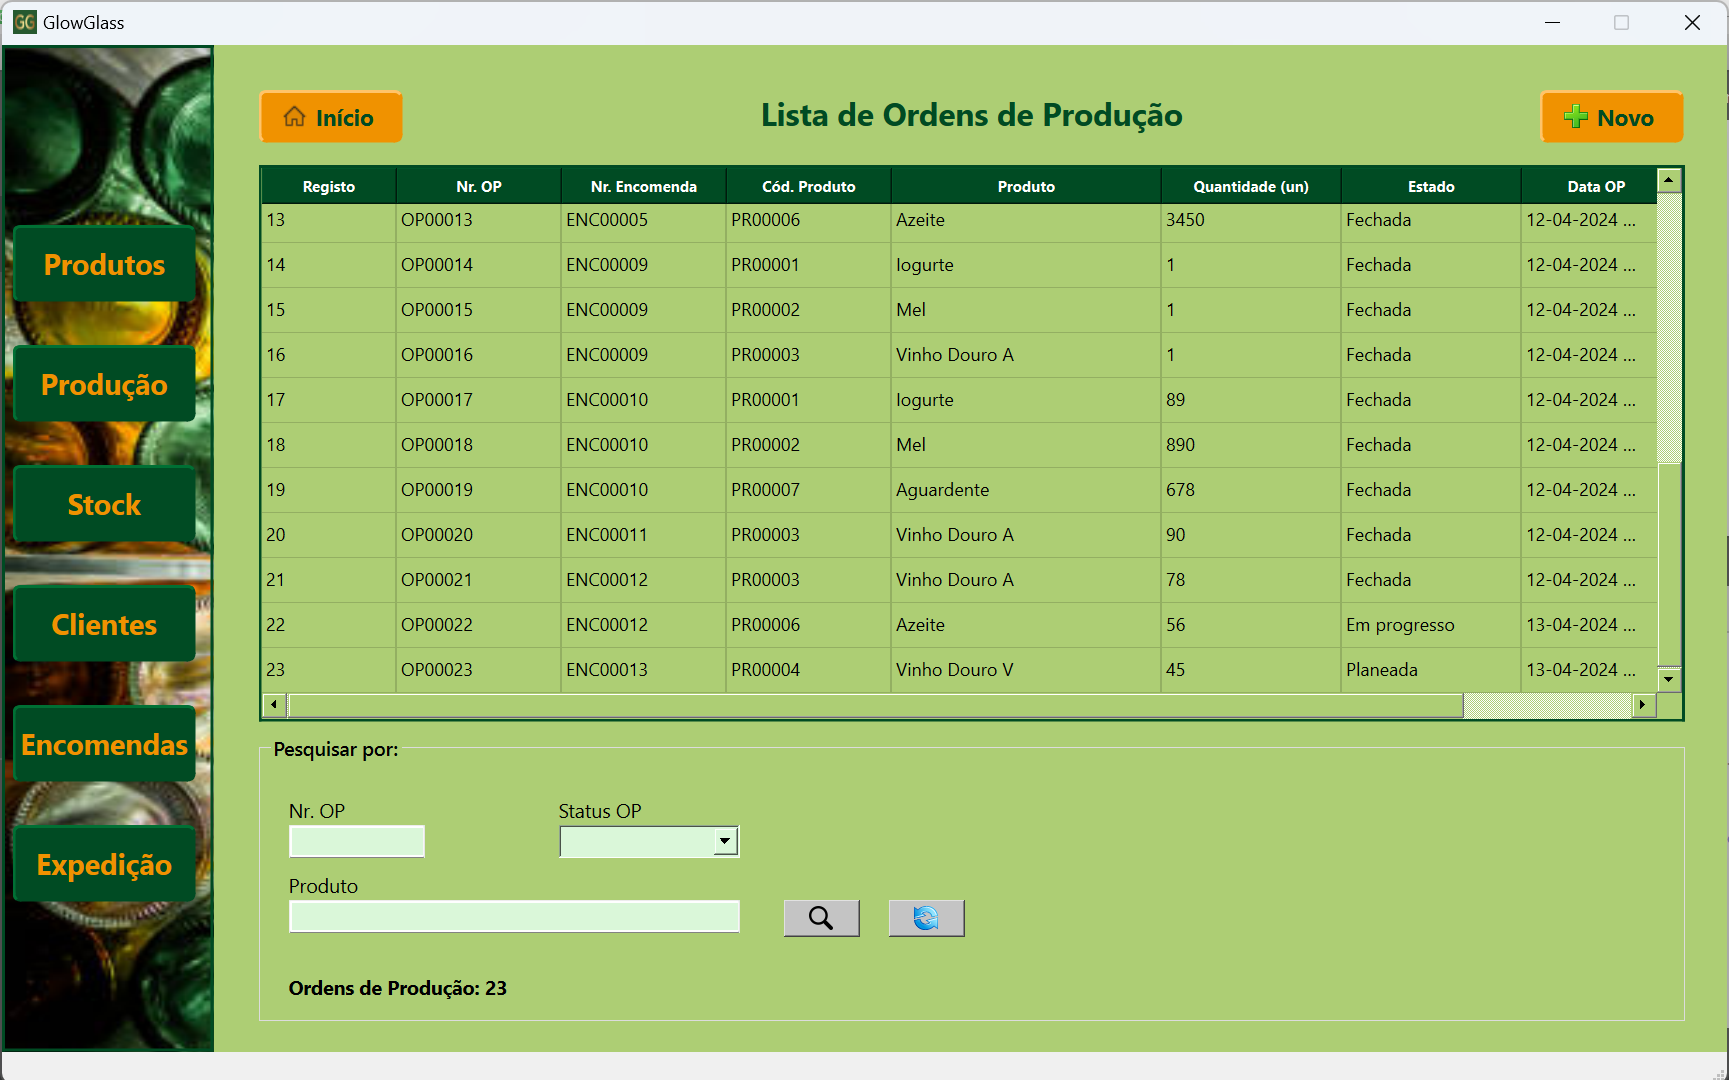 GG GlowGlass
Início
Lista de Ordens de Produção
Novo
Produtos
Produção
Stock
Clientes
Encomendas
Expedição
Registo Nr. OP Nr. Encomenda Cód. Produto Produto Quantidade (un) Estado Data OP
13 OP00013 ENC00005 PR00006 Azeite 3450 Fechada 12-04-2024 ...
14 OP00014 ENC00009 PR00001 Iogurte 1 Fechada 12-04-2024 ...
15 OP00015 ENC00009 PR00002 Mel 1 Fechada 12-04-2024 ...
16 OP00016 ENC00009 PR00003 Vinho Douro A 1 Fechada 12-04-2024 ...
17 OP00017 ENC00010 PR00001 Iogurte 89 Fechada 12-04-2024 ...
18 OP00018 ENC00010 PR00002 Mel 890 Fechada 12-04-2024 ...
19 OP00019 ENC00010 PR00007 Aguardente 678 Fechada 12-04-2024 ...
20 OP00020 ENC00011 PR00003 Vinho Douro A 90 Fechada 12-04-2024 ...
21 OP00021 ENC00012 PR00003 Vinho Douro A 78 Fechada 12-04-2024 ...
22 OP00022 ENC00012 PR00006 Azeite 56 Em progresso 13-04-2024 ...
23 OP00023 ENC00013 PR00004 Vinho Douro V 45 Planeada 13-04-2024 ...
Pesquisar por:
Nr. OP Status OP
Produto
Ordens de Produção: 23